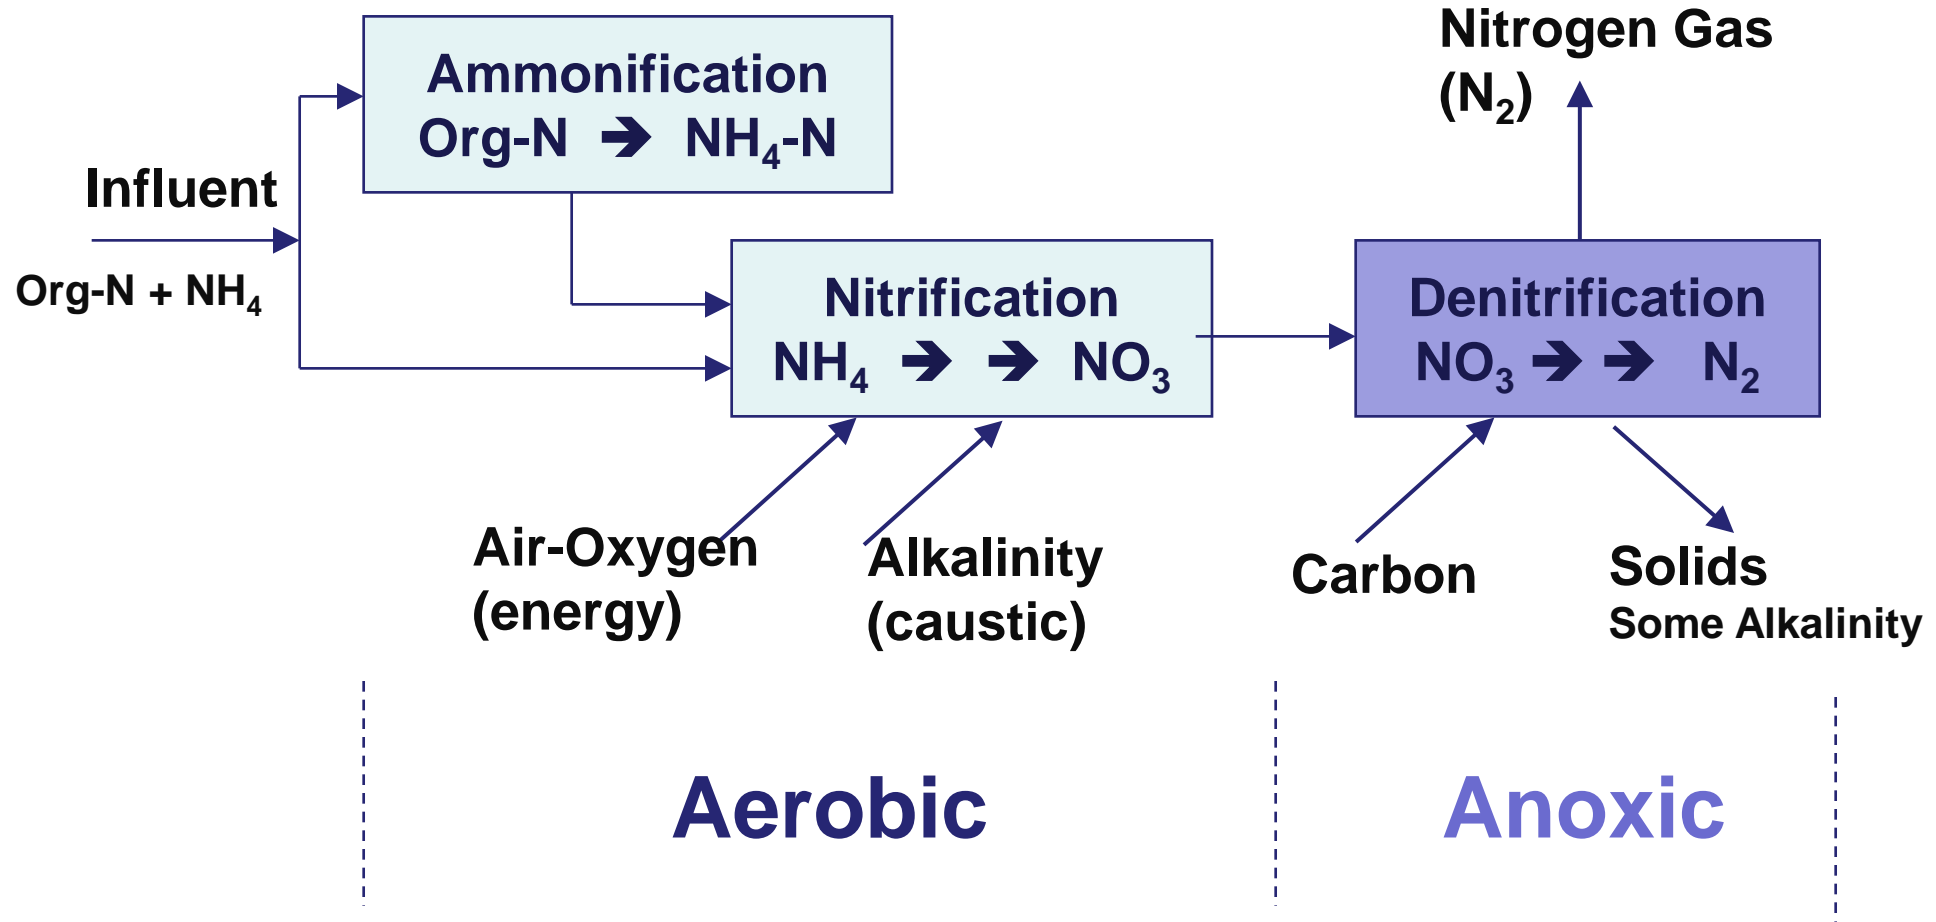 Nitrogen Gas
(N₂)
Ammonification
Org-N ➔ NH₄-N
Influent
Org-N + NH₄
Nitrification
NH₄ ➔ ➔ NO₃
Denitrification
NO₃ ➔ ➔ N₂
Air-Oxygen
(energy)
Alkalinity
(caustic)
Carbon
Solids
Some Alkalinity
Aerobic
Anoxic